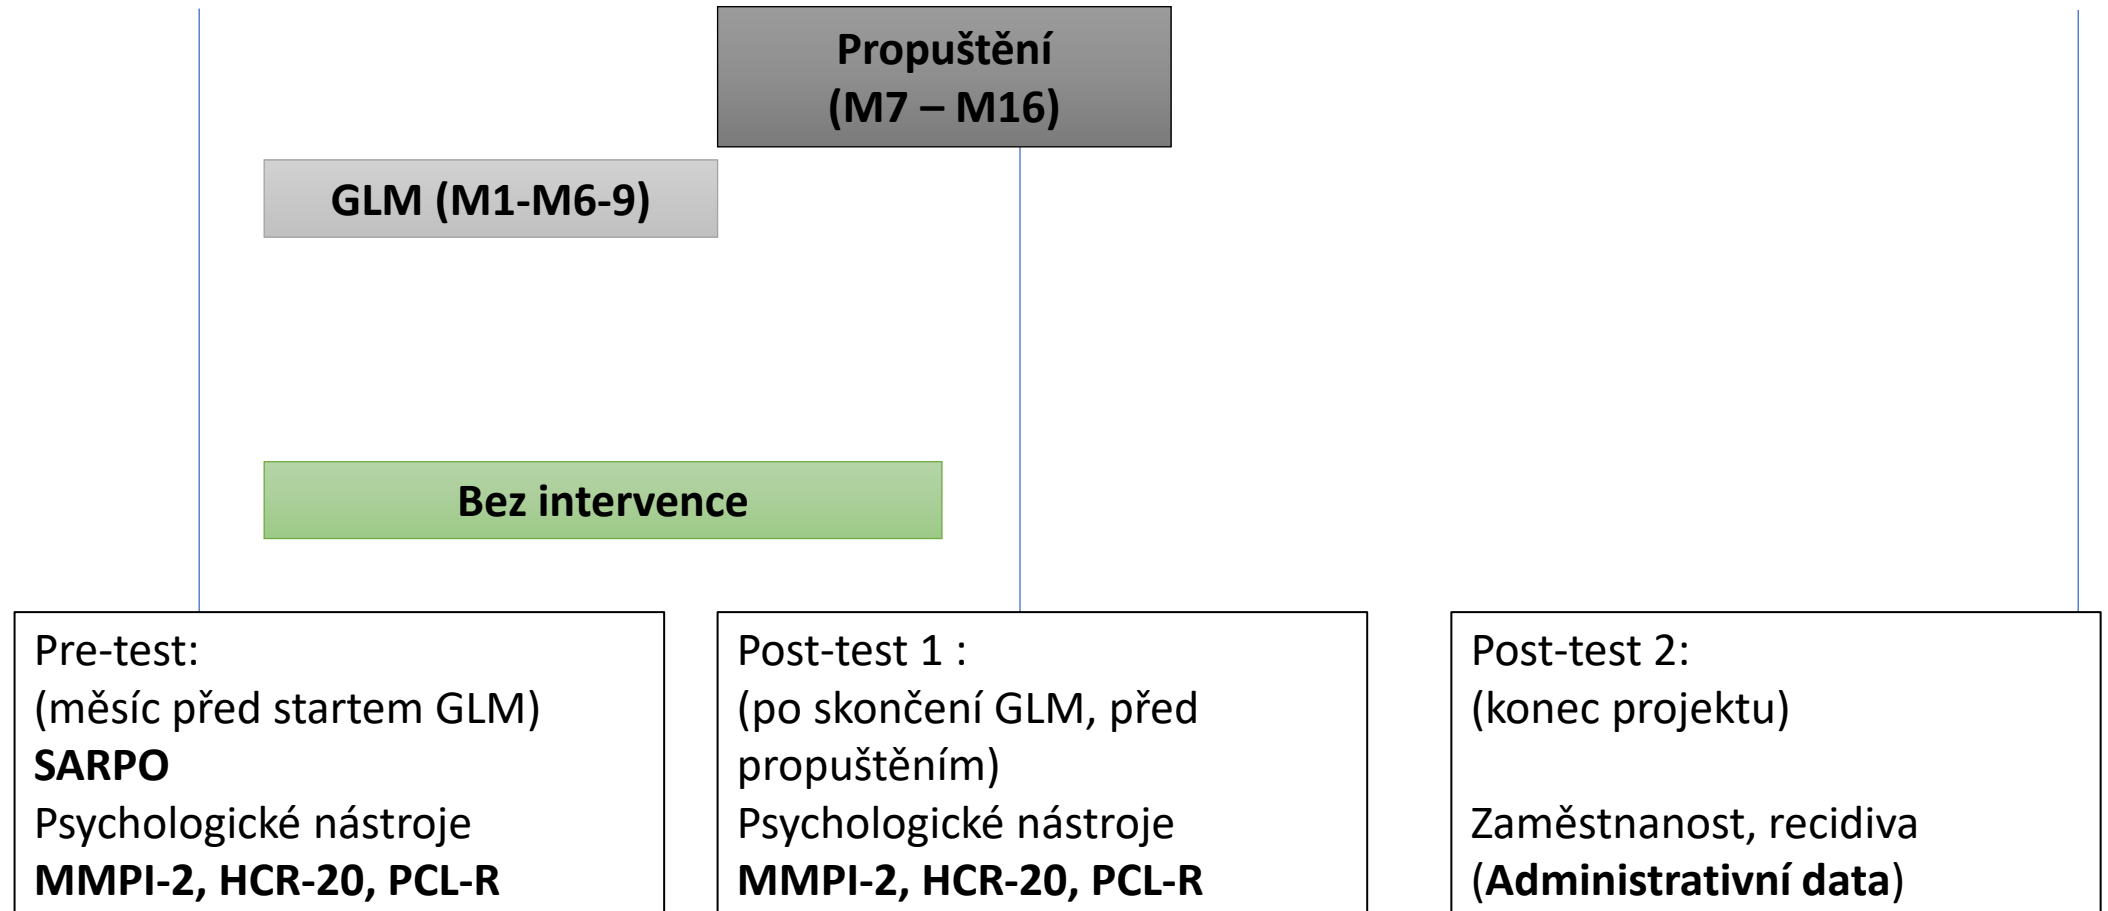 Propuštění
(M7 – M16)
GLM (M1-M6-9)
Bez intervence
Pre-test:
(měsíc před startem GLM)
SARPO
Psychologické nástroje
MMPI-2, HCR-20, PCL-R
Post-test 1 :
(po skončení GLM, před
propuštěním)
Psychologické nástroje
MMPI-2, HCR-20, PCL-R
Post-test 2:
(konec projektu)
Zaměstnanost, recidiva
(Administrativní data)